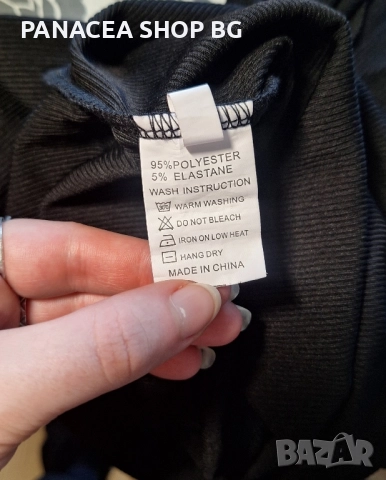 PANACEA SHOP BG
95% POLYESTER
5% ELASTANE
WASH INSTRUCTION
WARM WASHING
DO NOT BLEACH
IRON ON LOW HEAT
HANG DRY
MADE IN CHINA
BAZAR